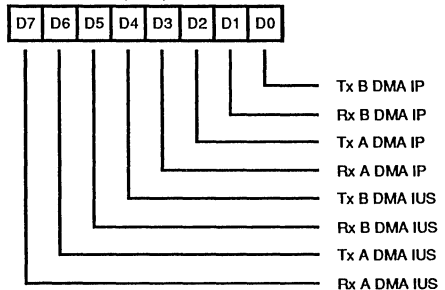 D7 D6 D5 D4 D3 D2 D1 D0
Tx B DMA IP
Rx B DMA IP
Tx A DMA IP
Rx A DMA IP
Tx B DMA IUS
Rx B DMA IUS
Tx A DMA IUS
Rx A DMA IUS